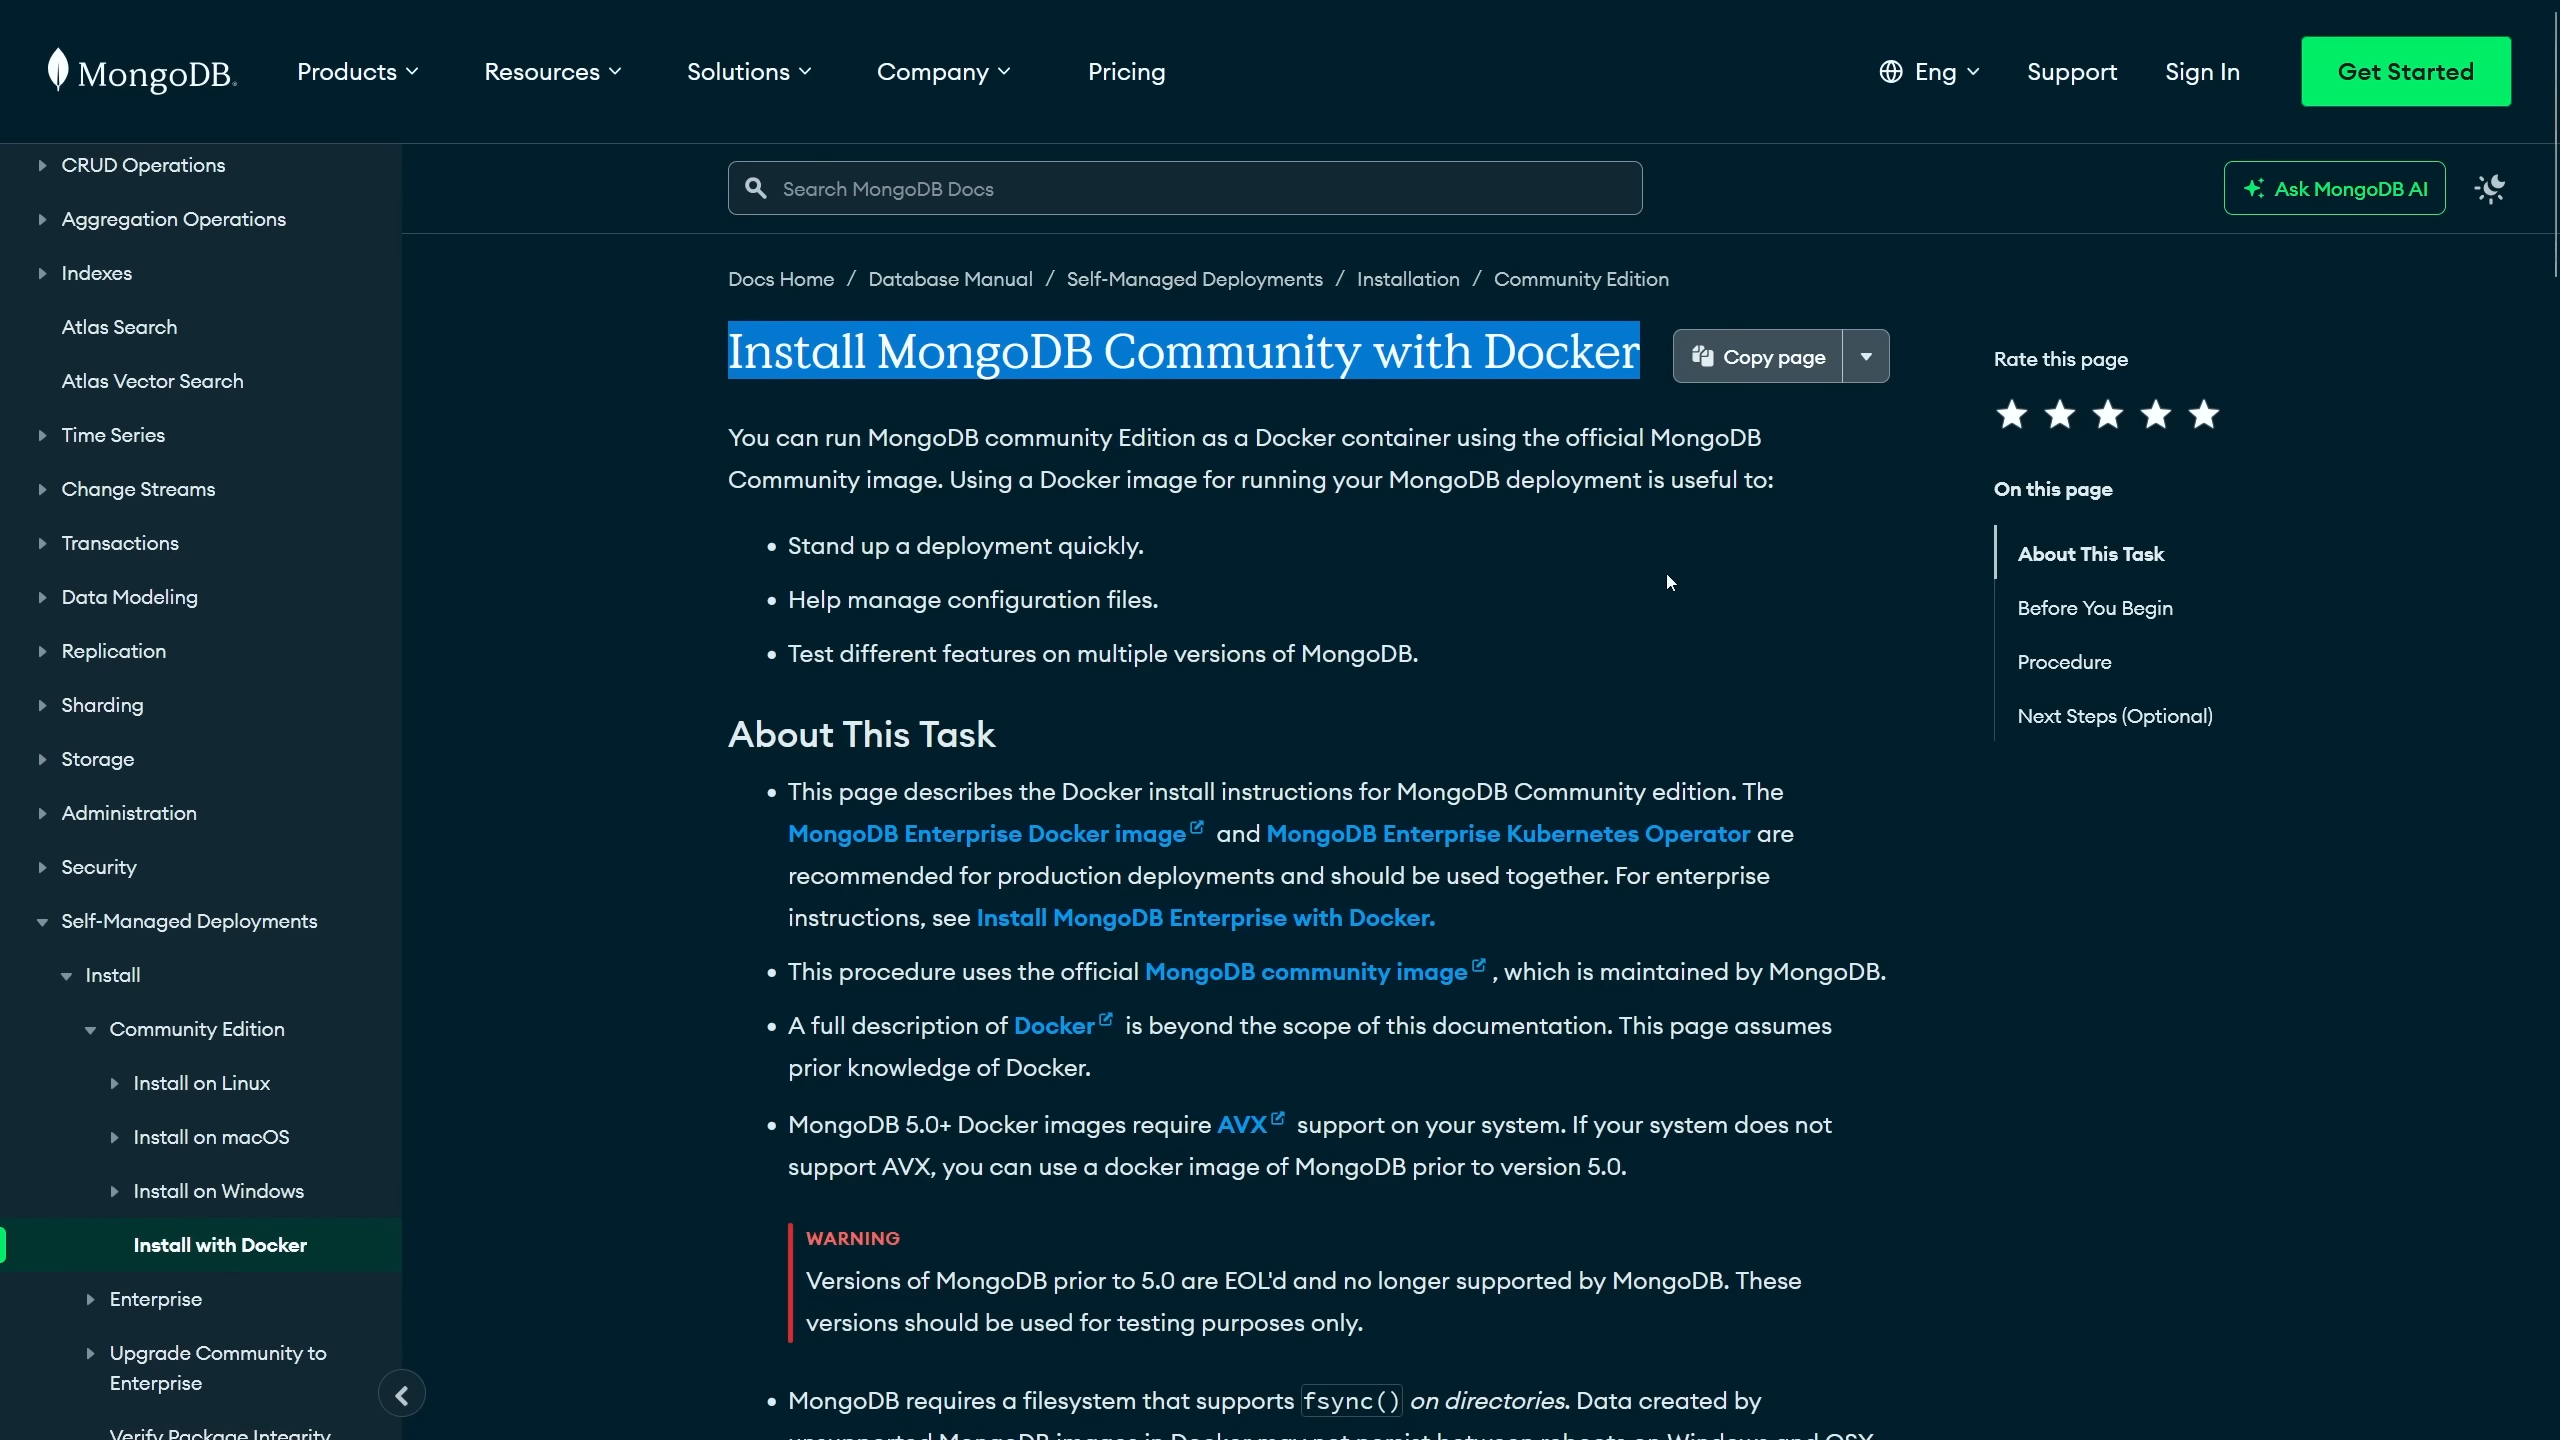 MongoDB.
Products
Resources
Solutions
Company
Pricing
Eng
Support
Sign In
Get Started
CRUD Operations
Aggregation Operations
Indexes
Atlas Search
Atlas Vector Search
Time Series
Change Streams
Transactions
Data Modeling
Replication
Sharding
Storage
Administration
Security
Self-Managed Deployments
Install
Community Edition
Install on Linux
Install on macOS
Install on Windows
Install with Docker
Enterprise
Upgrade Community to
Enterprise
Verify Package Integrity
Search MongoDB Docs
Ask MongoDB AI
Docs Home / Database Manual / Self-Managed Deployments / Installation / Community Edition
Install MongoDB Community with Docker
Copy page
You can run MongoDB community Edition as a Docker container using the official MongoDB
Community image. Using a Docker image for running your MongoDB deployment is useful to:
• Stand up a deployment quickly.
• Help manage configuration files.
• Test different features on multiple versions of MongoDB.
About This Task
• This page describes the Docker install instructions for MongoDB Community edition. The
MongoDB Enterprise Docker image and MongoDB Enterprise Kubernetes Operator are
recommended for production deployments and should be used together. For enterprise
instructions, see Install MongoDB Enterprise with Docker.
• This procedure uses the official MongoDB community image , which is maintained by MongoDB.
• A full description of Docker is beyond the scope of this documentation. This page assumes
prior knowledge of Docker.
• MongoDB 5.0+ Docker images require AVX support on your system. If your system does not
support AVX, you can use a docker image of MongoDB prior to version 5.0.
WARNING
Versions of MongoDB prior to 5.0 are EOL'd and no longer supported by MongoDB. These
versions should be used for testing purposes only.
• MongoDB requires a filesystem that supports fsync() on directories. Data created by
unsupported MongoDB images in Docker may not persist between reboots on Windows and OSX
Rate this page
On this page
About This Task
Before You Begin
Procedure
Next Steps (Optional)